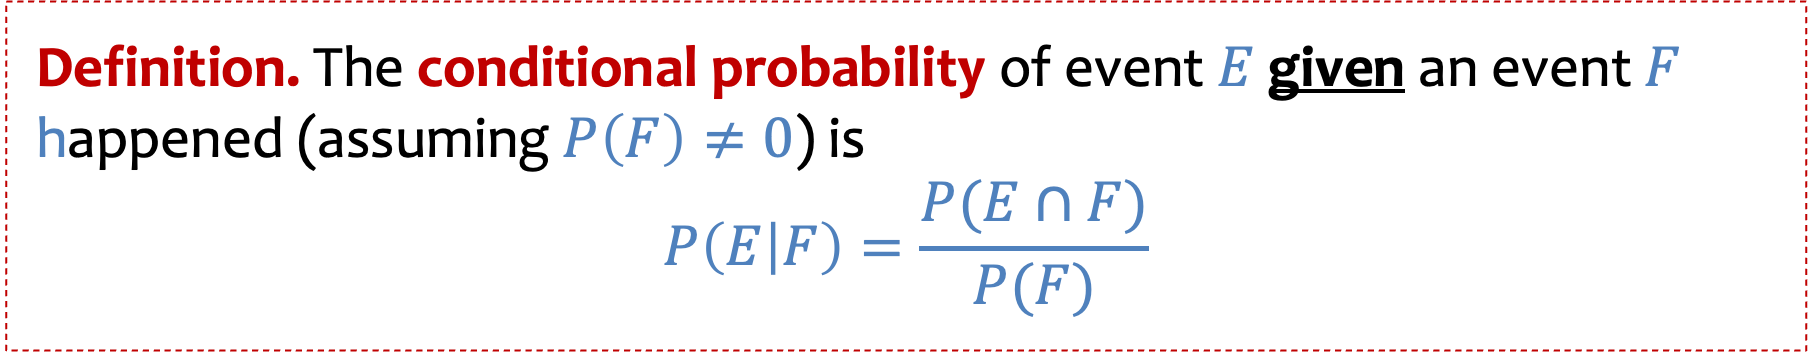 Definition. The conditional probability of event E given an event F
happened (assuming P(F) ≠ 0) is
P(E|F) = P(E ∩ F) / P(F)